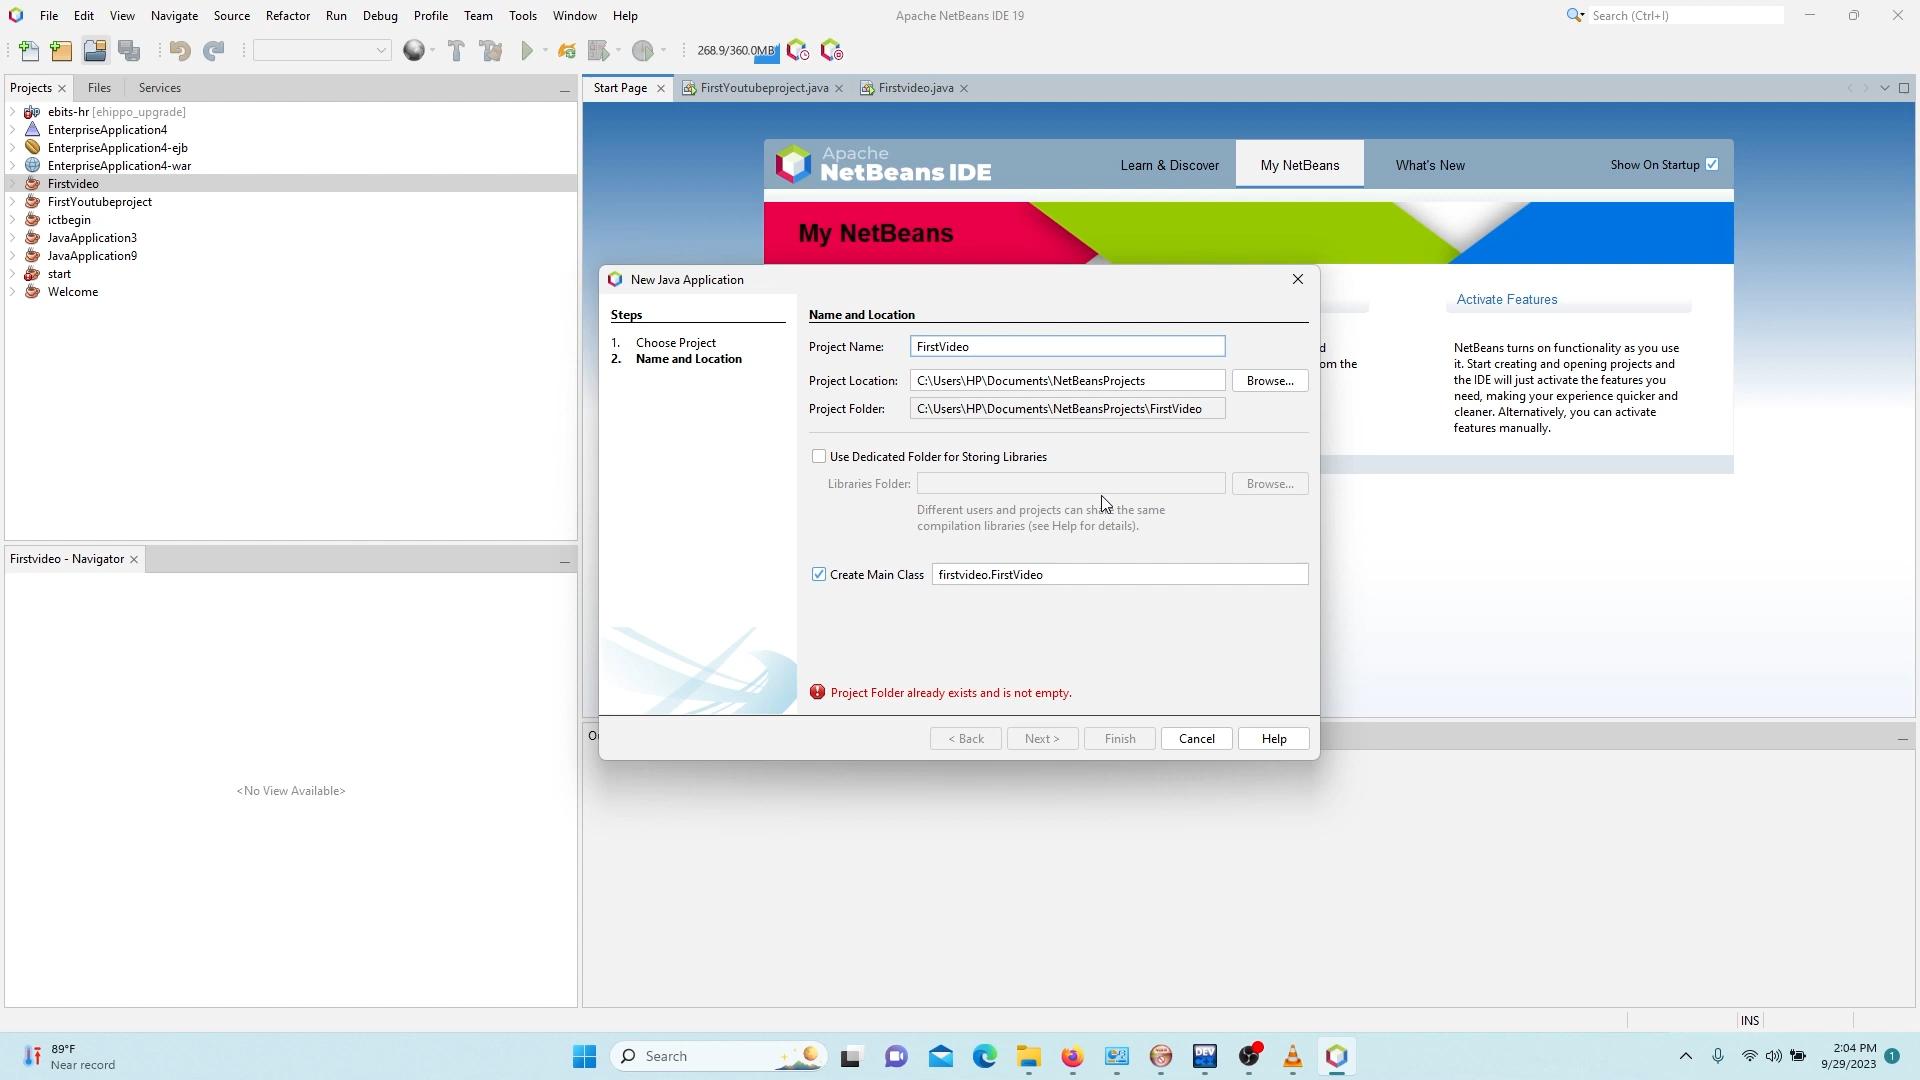 File Edit View Navigate Source Refactor Run Debug Profile Team Tools Window Help
Apache NetBeans IDE 19
Search (Ctrl+I)
268.9/360.0MB
Projects
Files
Services
ebits-hr [ehippo_upgrade]
EnterpriseApplication4
EnterpriseApplication4-ejb
EnterpriseApplication4-war
Firstvideo
FirstYoutubeproject
ictbegin
JavaApplication3
JavaApplication9
start
Welcome
Firstvideo - Navigator
<No View Available>
Start Page
FirstYoutubeproject.java
Firstvideo.java
Apache
NetBeans IDE
Learn & Discover
My NetBeans
What's New
Show On Startup
My NetBeans
Activate Features
NetBeans turns on functionality as you use
it. Start creating and opening projects and
the IDE will just activate the features you
need, making your experience quicker and
cleaner. Alternatively, you can activate
features manually.
om the
New Java Application
Steps
1. Choose Project
2. Name and Location
Name and Location
Project Name: FirstVideo
Project Location: C:\Users\HP\Documents\NetBeansProjects Browse...
Project Folder: C:\Users\HP\Documents\NetBeansProjects\FirstVideo
Use Dedicated Folder for Storing Libraries
Libraries Folder: Browse...
Different users and projects can share the same
compilation libraries (see Help for details).
Create Main Class firstvideo.FirstVideo
Project Folder already exists and is not empty.
< Back Next > Finish Cancel Help
INS
89°F
Near record
Search
DEV
2:04 PM
9/29/2023
1